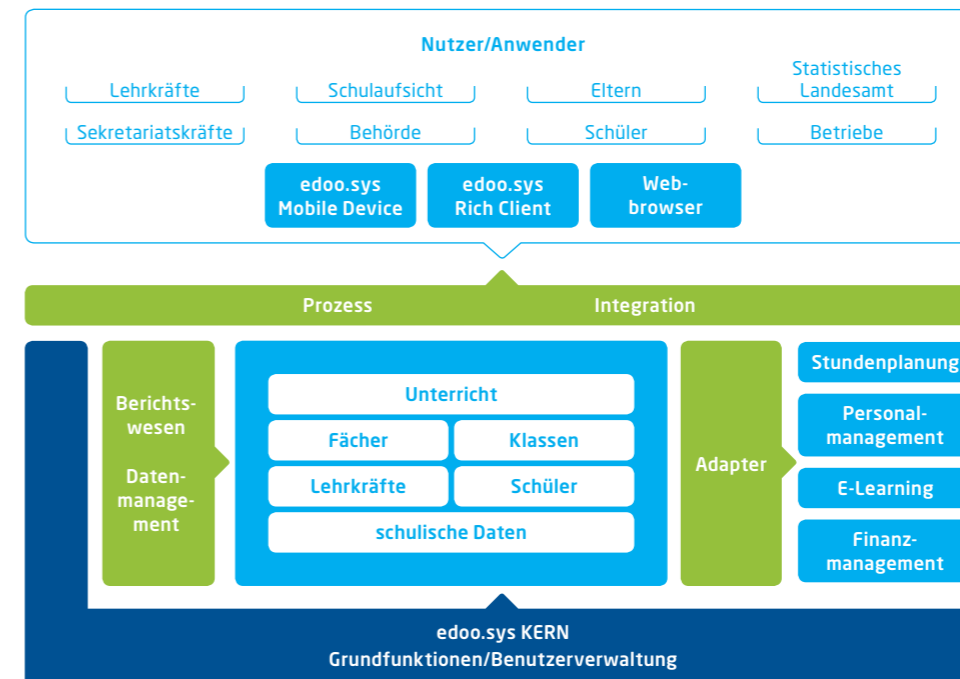 Nutzer/Anwender
Lehrkräfte
Schulaufsicht
Eltern
Statistisches
Landesamt
Sekretariatskräfte
Behörde
Schüler
Betriebe
edoo.sys
Mobile Device
edoo.sys
Rich Client
Web-
browser
Prozess
Integration
Berichts-
wesen
Daten-
manage-
ment
Unterricht
Fächer
Klassen
Lehrkräfte
Schüler
schulische Daten
Adapter
Stundenplanung
Personal-
management
E-Learning
Finanz-
management
edoo.sys KERN
Grundfunktionen/Benutzerverwaltung